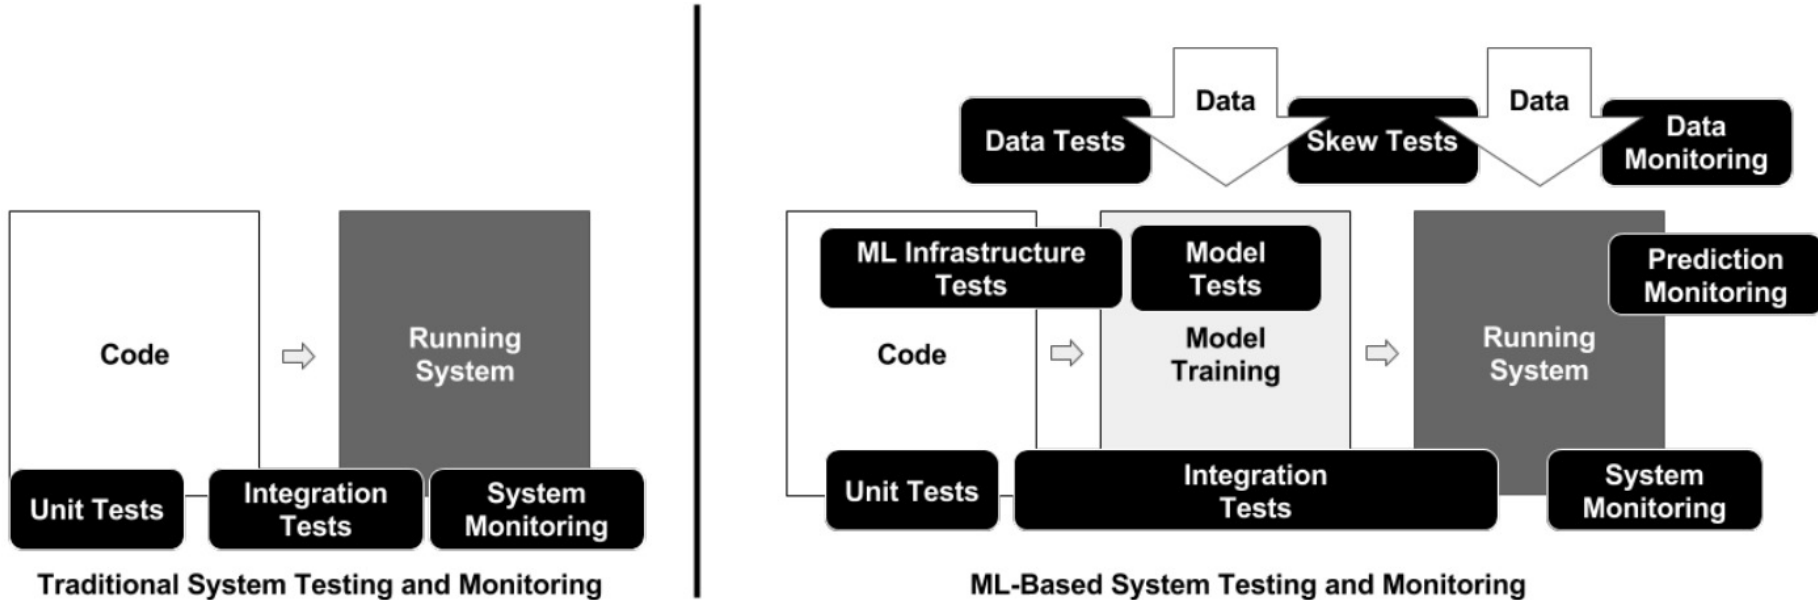 Code
Running
System
Unit Tests
Integration
Tests
System
Monitoring
Traditional System Testing and Monitoring
Data
Data
Data Tests
Skew Tests
Data
Monitoring
ML Infrastructure
Tests
Model
Tests
Prediction
Monitoring
Code
Model
Training
Running
System
Unit Tests
Integration
Tests
System
Monitoring
ML-Based System Testing and Monitoring